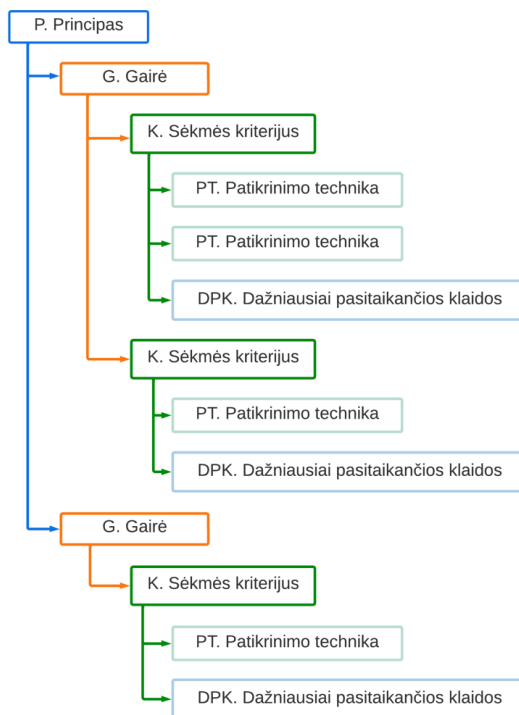 P. Principas
G. Gairė
K. Sėkmės kriterijus
PT. Patikrinimo technika
PT. Patikrinimo technika
DPK. Dažniausiai pasitaikančios klaidos
K. Sėkmės kriterijus
PT. Patikrinimo technika
DPK. Dažniausiai pasitaikančios klaidos
G. Gairė
K. Sėkmės kriterijus
PT. Patikrinimo technika
DPK. Dažniausiai pasitaikančios klaidos